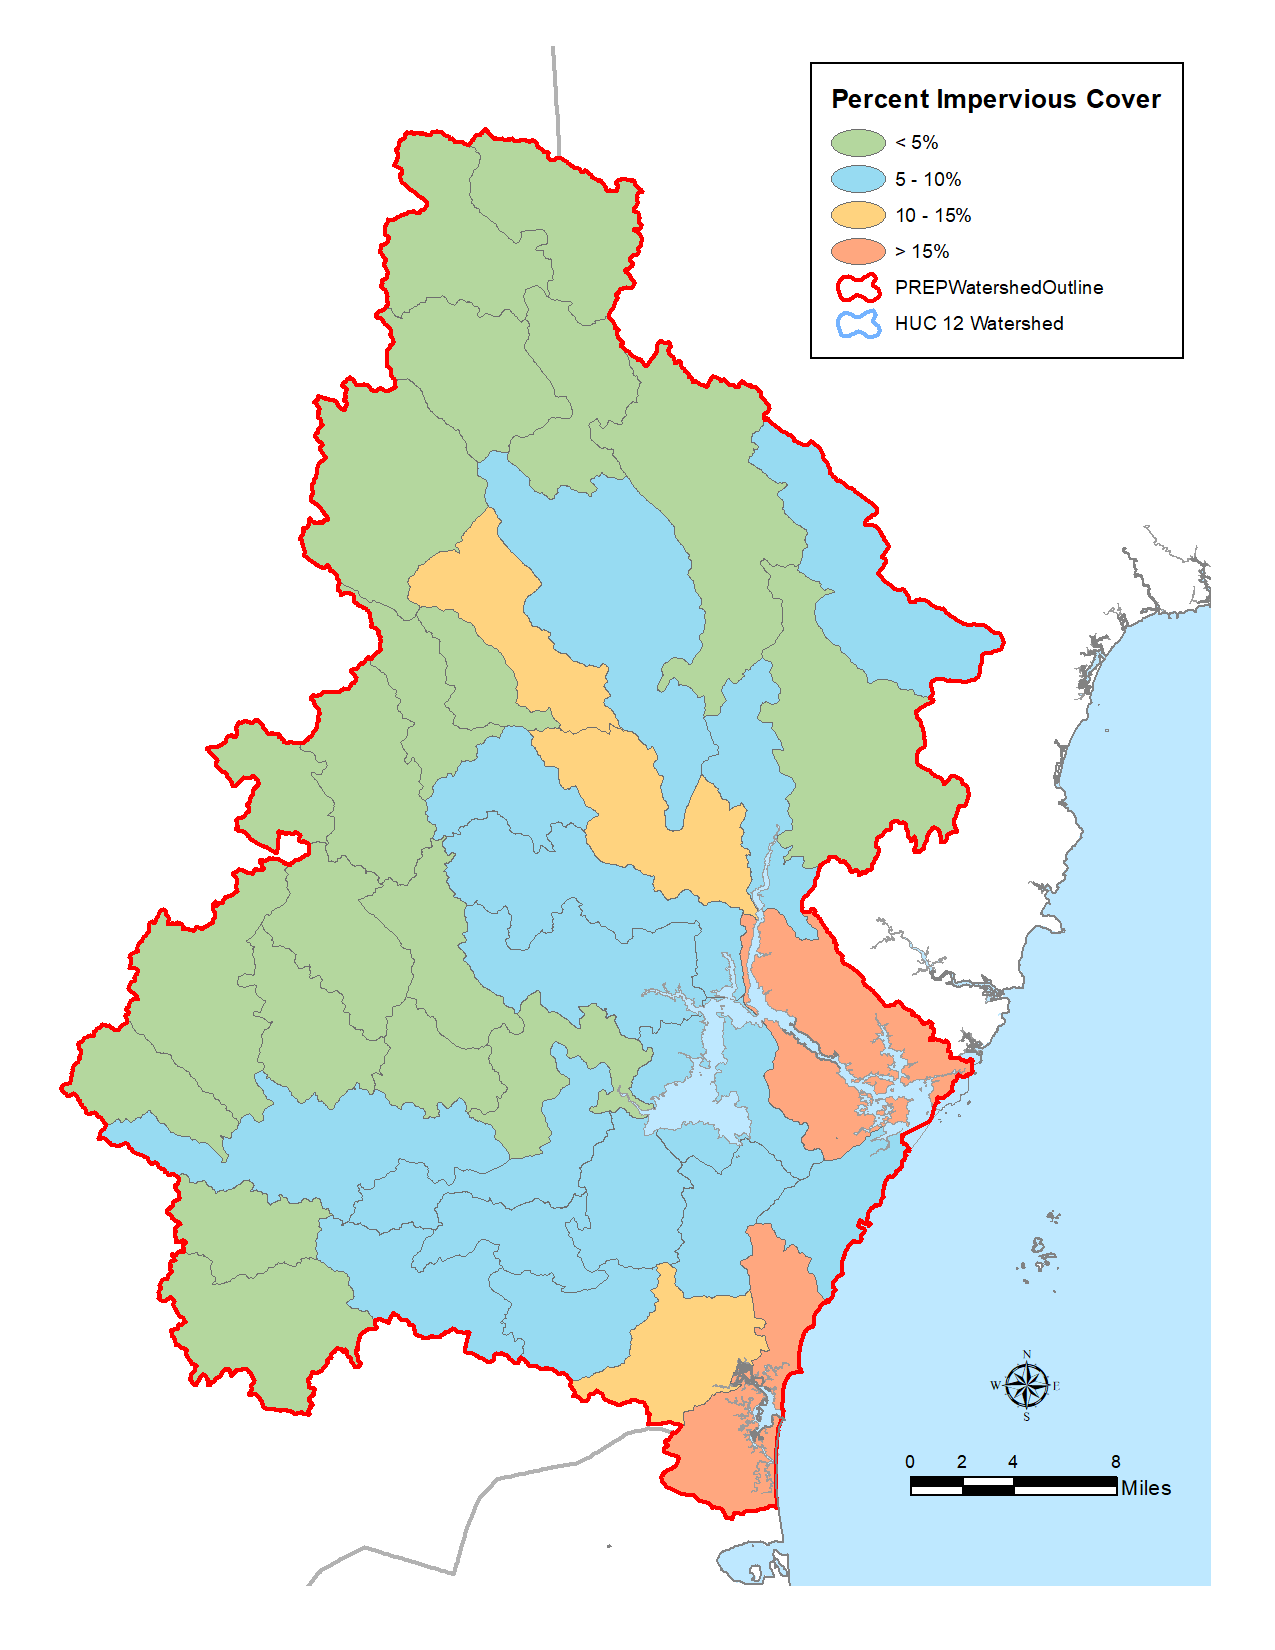 Percent Impervious Cover
< 5%
5 - 10%
10 - 15%
> 15%
PREPWatershedOutline
HUC 12 Watershed
N
W E
S
0 2 4 8
Miles